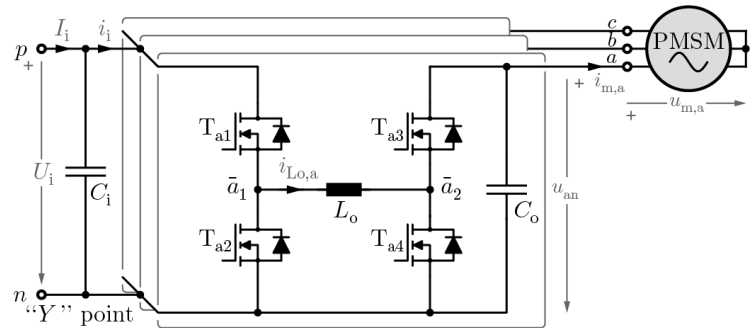 c
b
a
PMSM
I_i
i_i
p
+
+
i_m,a
u_m,a
+
T_a1
T_a3
U_i
C_i
i_Lo,a
ā_1
ā_2
L_o
C_o
u_an
T_a2
T_a4
n
“Y” point